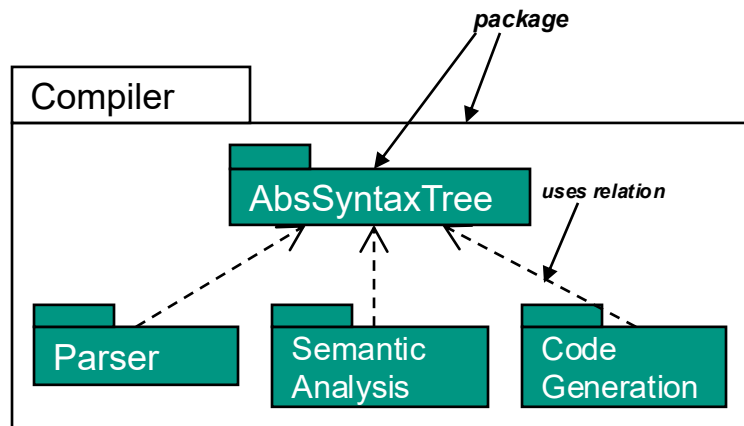 package
Compiler
AbsSyntaxTree
uses relation
Parser
Semantic
Analysis
Code
Generation